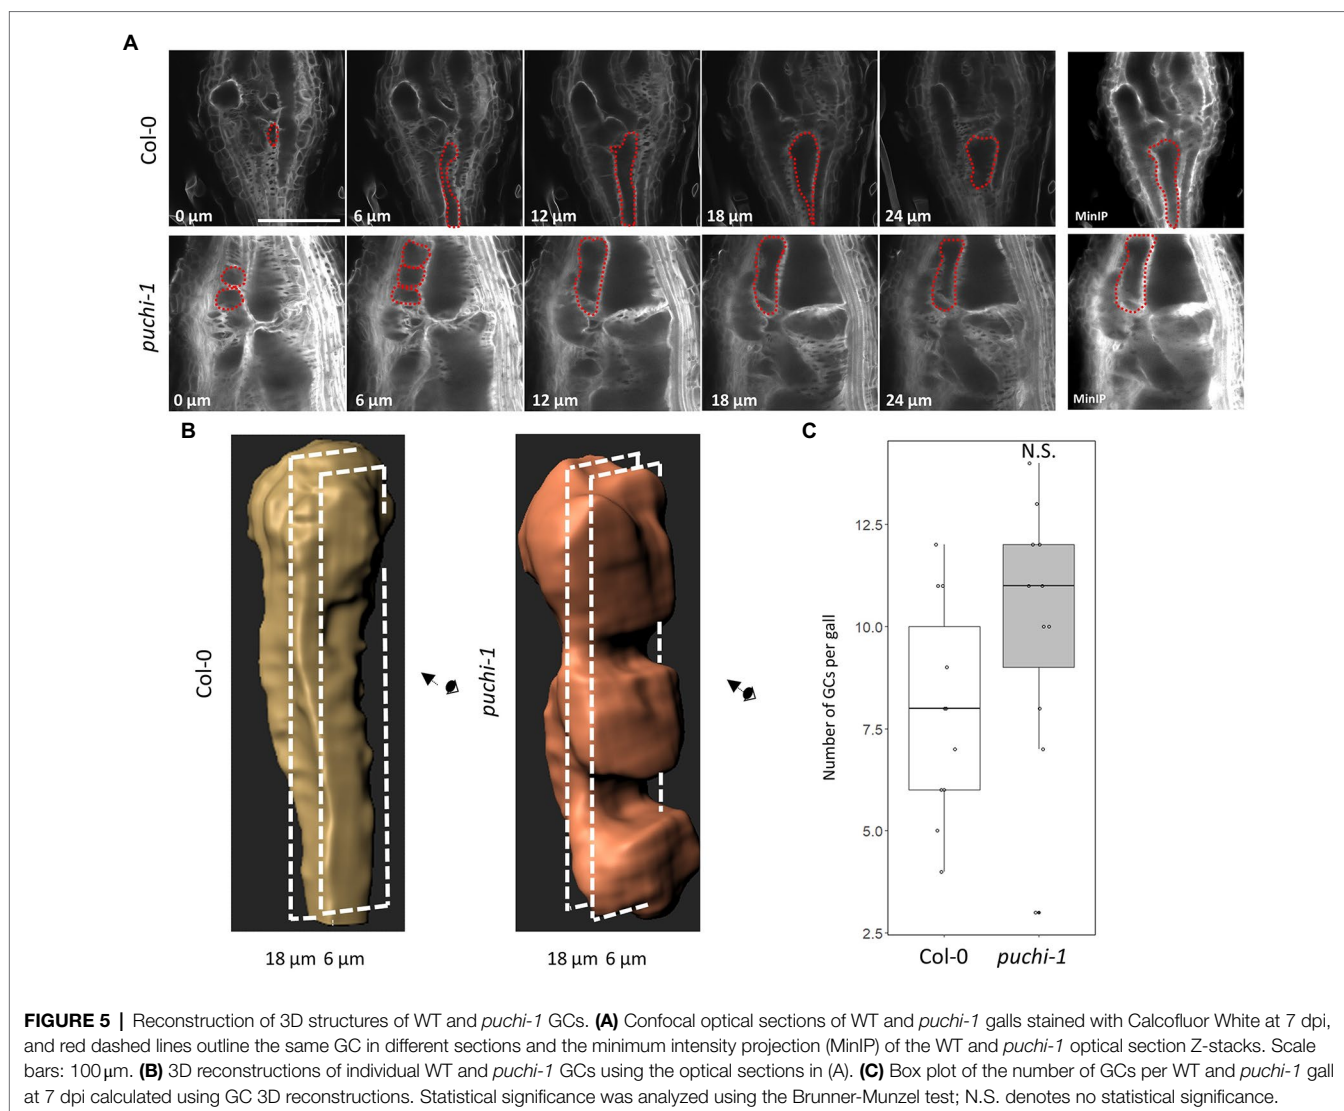 A
Col-0
0 µm
6 µm
12 µm
18 µm
24 µm
MinIP
puchi-1
0 µm
6 µm
12 µm
18 µm
24 µm
MinIP
B
Col-0
18 µm 6 µm
puchi-1
18 µm 6 µm
C
N.S.
Number of GCs per gall
12.5
10.0
7.5
5.0
2.5
Col-0
puchi-1
FIGURE 5 | Reconstruction of 3D structures of WT and puchi-1 GCs. (A) Confocal optical sections of WT and puchi-1 galls stained with Calcofluor White at 7 dpi,
and red dashed lines outline the same GC in different sections and the minimum intensity projection (MinIP) of the WT and puchi-1 optical section Z-stacks. Scale
bars: 100 µm. (B) 3D reconstructions of individual WT and puchi-1 GCs using the optical sections in (A). (C) Box plot of the number of GCs per WT and puchi-1 gall
at 7 dpi calculated using GC 3D reconstructions. Statistical significance was analyzed using the Brunner-Munzel test; N.S. denotes no statistical significance.